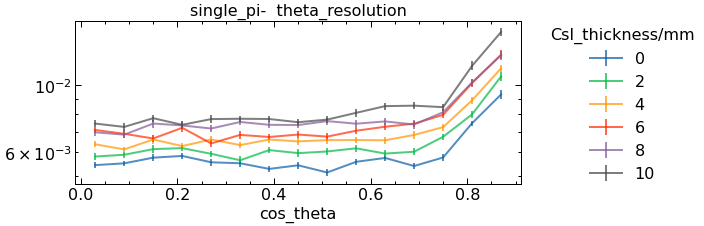 single_pi-  theta_resolution
CsI_thickness/mm
0
2
4
6
8
10
10⁻²
6×10⁻³
0.0 0.2 0.4 0.6 0.8
cos_theta